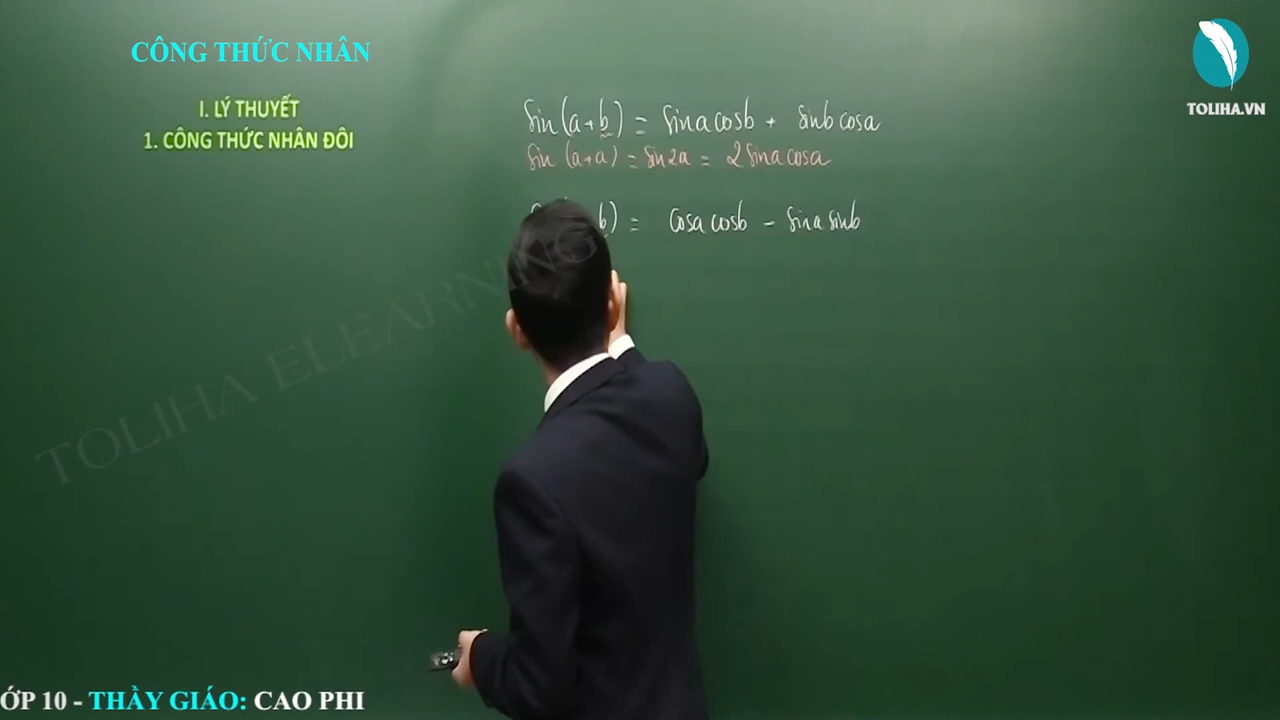 CÔNG THỨC NHÂN
I. LÝ THUYẾT
1. CÔNG THỨC NHÂN ĐÔI
TOLIHA.VN
sin(a+b) = sina cosb + sinb cosa
sin(a+a) = sin2a = 2sina cosa
b) = cosa cosb - sina sinb
TOLIHA ELEARNING
ỚP 10 - THẦY GIÁO: CAO PHI